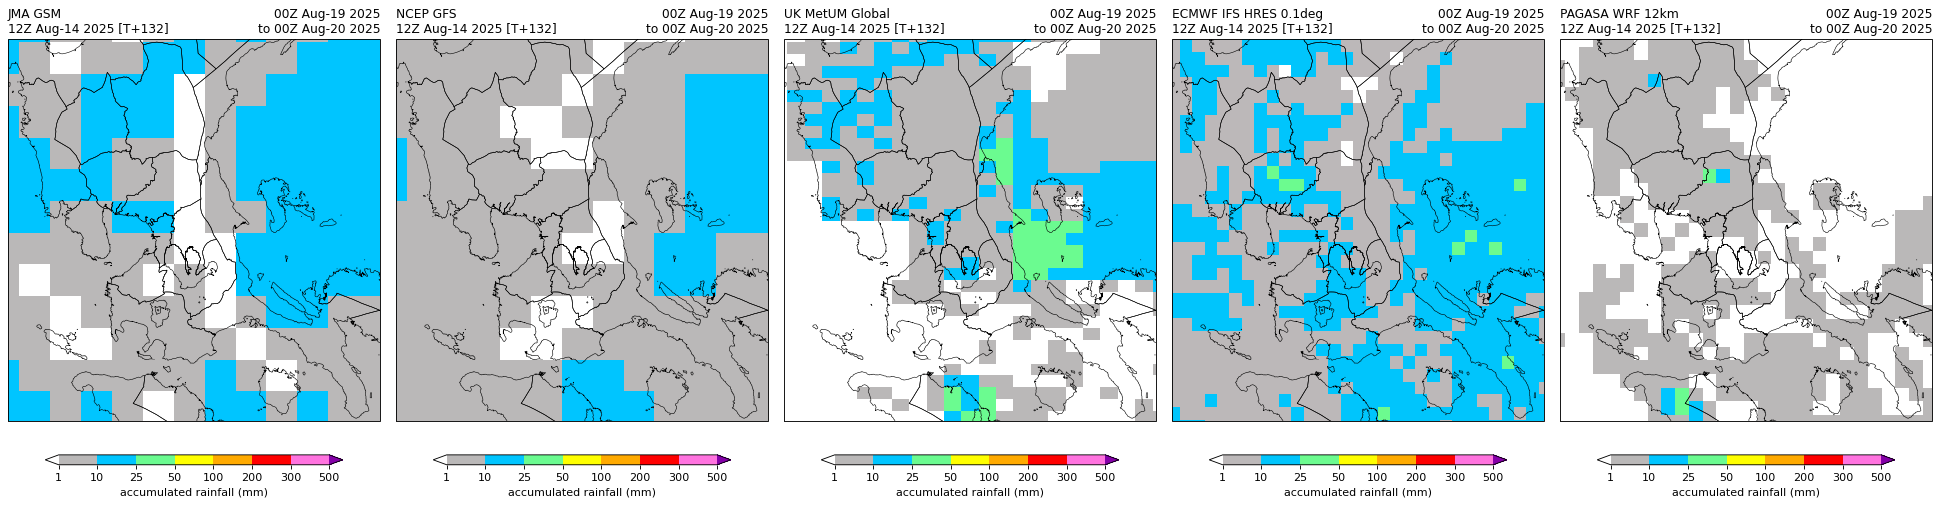 JMA GSM 00Z Aug-19 2025
12Z Aug-14 2025 [T+132] to 00Z Aug-20 2025
NCEP GFS 00Z Aug-19 2025
12Z Aug-14 2025 [T+132] to 00Z Aug-20 2025
UK MetUM Global 00Z Aug-19 2025
12Z Aug-14 2025 [T+132] to 00Z Aug-20 2025
ECMWF IFS HRES 0.1deg 00Z Aug-19 2025
12Z Aug-14 2025 [T+132] to 00Z Aug-20 2025
PAGASA WRF 12km 00Z Aug-19 2025
12Z Aug-14 2025 [T+132] to 00Z Aug-20 2025
1 10 25 50 100 200 300 500
accumulated rainfall (mm)
1 10 25 50 100 200 300 500
accumulated rainfall (mm)
1 10 25 50 100 200 300 500
accumulated rainfall (mm)
1 10 25 50 100 200 300 500
accumulated rainfall (mm)
1 10 25 50 100 200 300 500
accumulated rainfall (mm)